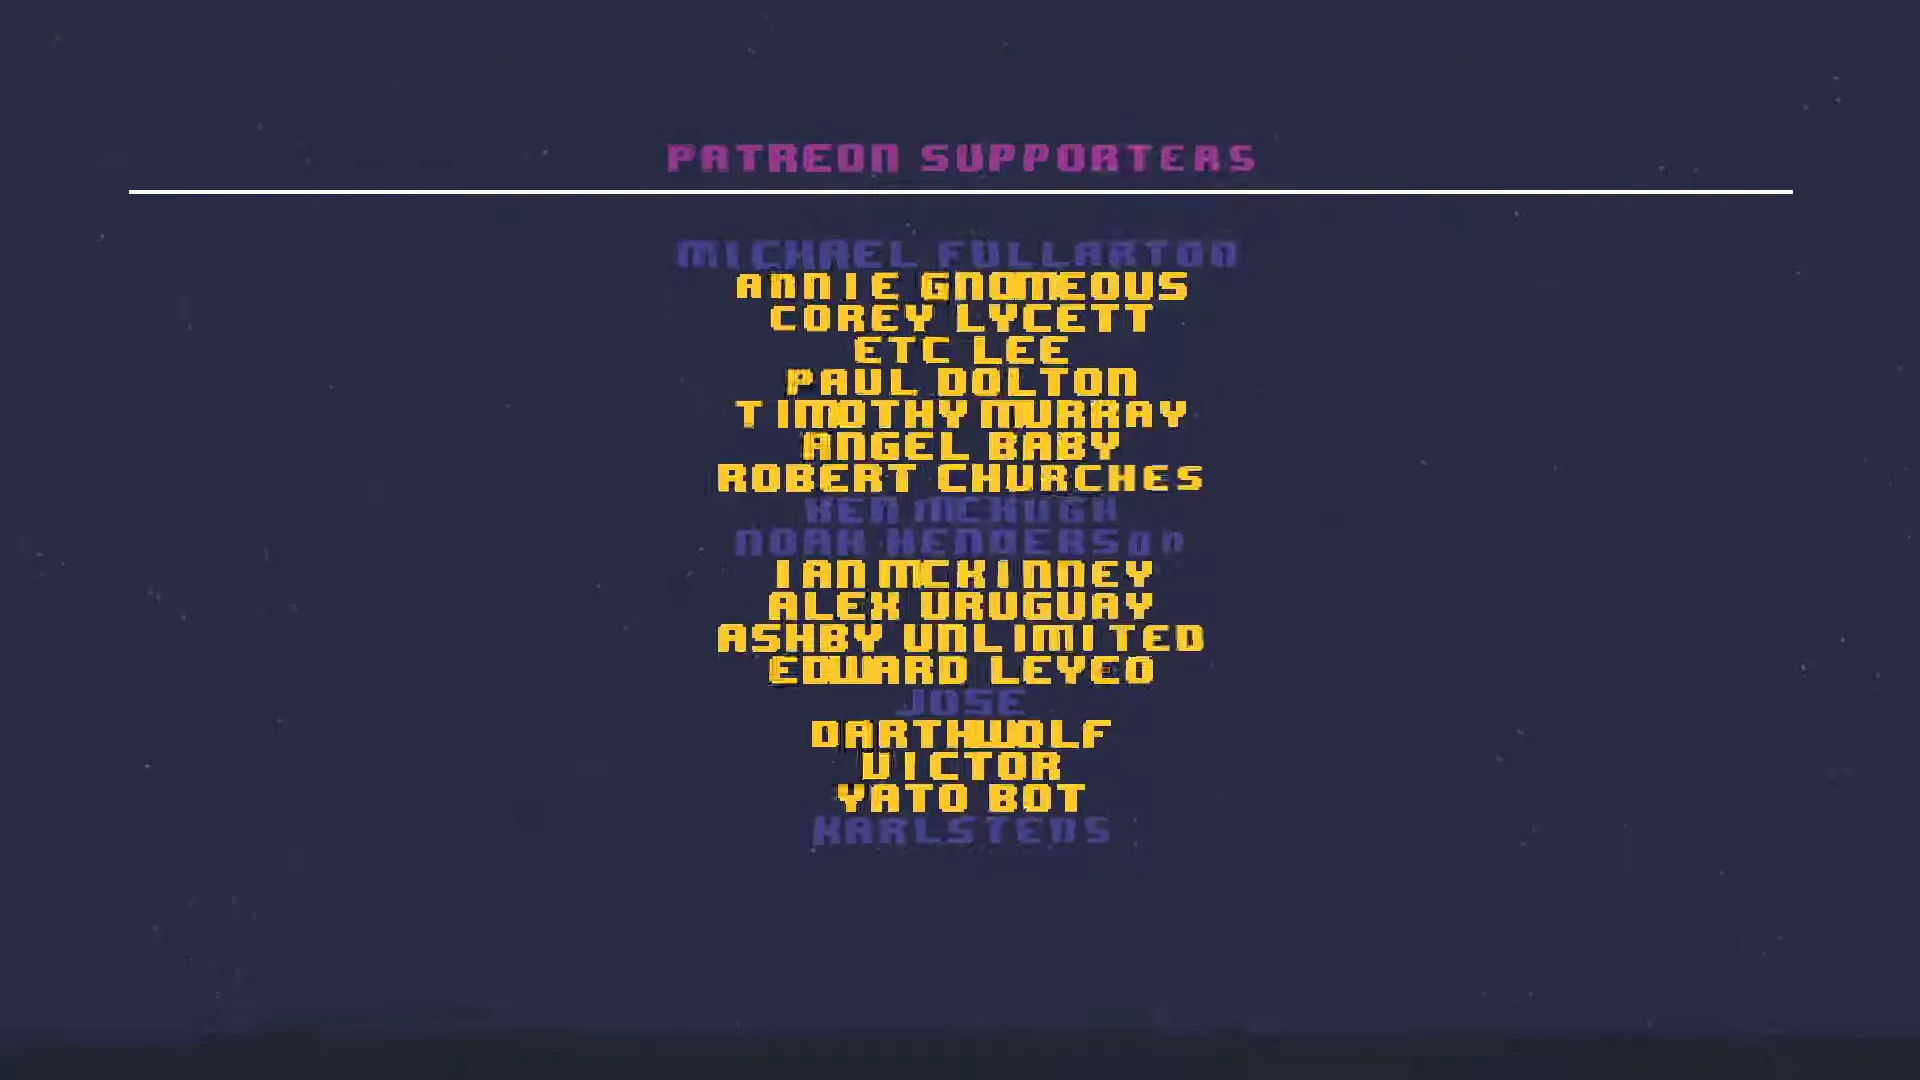 PATREON SUPPORTERS
MICHAEL FULLARTON
ANNIE GNOMEOUS
COREY LYCETT
ETC LEE
PAUL DOLTON
TIMOTHY MURRAY
ANGEL BABY
ROBERT CHURCHES
KEN MCHUGH
NOAH HENDERSON
IAN MCKINNEY
ALEX URUGUAY
ASHBY UNLIMITED
EDWARD LEYCO
JOSE
DARTHWOLF
VICTOR
YATO BOT
KARLSTENS